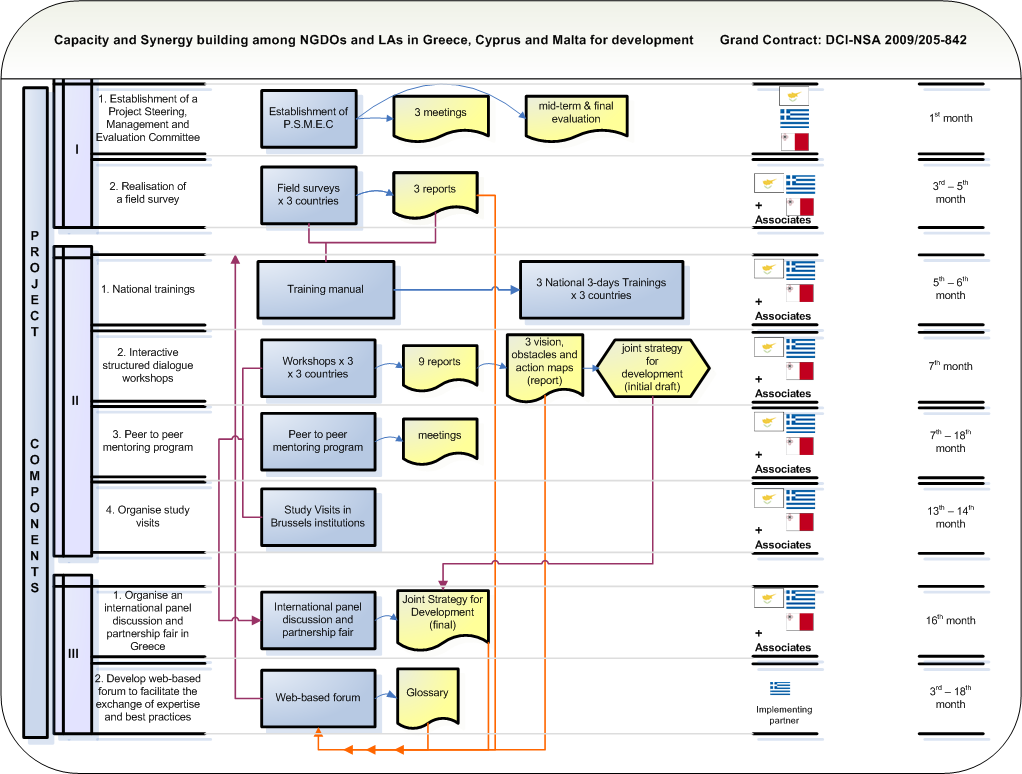 Capacity and Synergy building among NGDOs and LAs in Greece, Cyprus and Malta for development Grand Contract: DCI-NSA 2009/205-842
PROJECT
COMPONENTS
I
1. Establishment of a
Project Steering,
Management and
Evaluation Committee
Establishment of
P.S.M.E.C
3 meetings
mid-term & final
evaluation
1st month
2. Realisation of
a field survey
Field surveys
x 3 countries
3 reports
+
Associates
3rd – 5th
month
II
1. National trainings
Training manual
3 National 3-days Trainings
x 3 countries
+
Associates
5th – 6th
month
2. Interactive
structured dialogue
workshops
Workshops x 3
x 3 countries
9 reports
3 vision,
obstacles and
action maps
(report)
joint strategy
for
development
(initial draft)
+
Associates
7th month
3. Peer to peer
mentoring program
Peer to peer
mentoring program
meetings
+
Associates
7th – 18th
month
4. Organise study
visits
Study Visits in
Brussels institutions
+
Associates
13th – 14th
month
III
1. Organise an
international panel
discussion and
partnership fair in
Greece
International panel
discussion and
partnership fair
Joint Strategy for
Development
(final)
+
Associates
16th month
2. Develop web-based
forum to facilitate the
exchange of expertise
and best practices
Web-based forum
Glossary
Implementing
partner
3rd – 18th
month